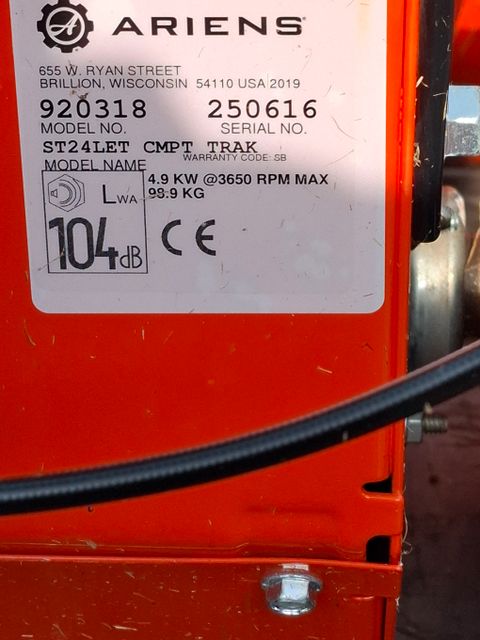 ARIENS
655 W. RYAN STREET
BRILLION, WISCONSIN 54110 USA 2019
920318 250616
MODEL NO. SERIAL NO.
ST24LET CMPT TRAK
MODEL NAME WARRANTY CODE: SB
4.9 KW @3650 RPM MAX
LWA 98.9 KG
104dB CE